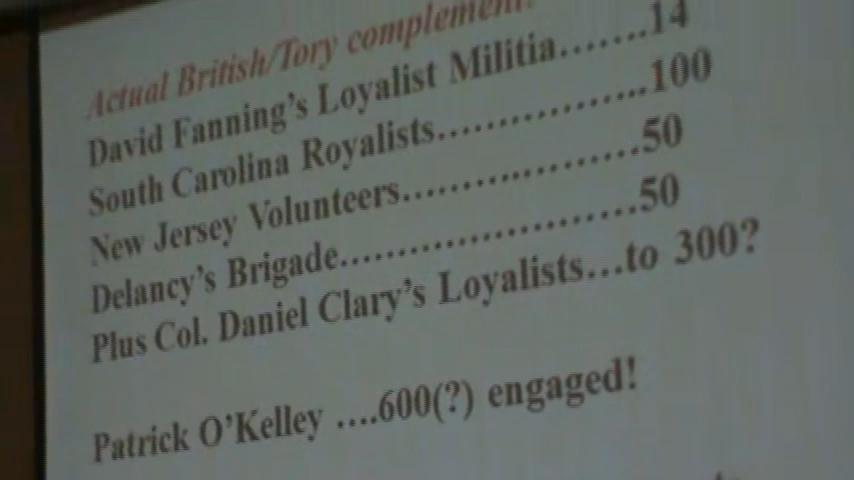 Actual British/Tory complement:
David Fanning's Loyalist Militia.......14
South Carolina Royalists...................100
New Jersey Volunteers.....................50
Delancy's Brigade..........................50
Plus Col. Daniel Clary's Loyalists...to 300?
Patrick O'Kelley ....600(?) engaged!